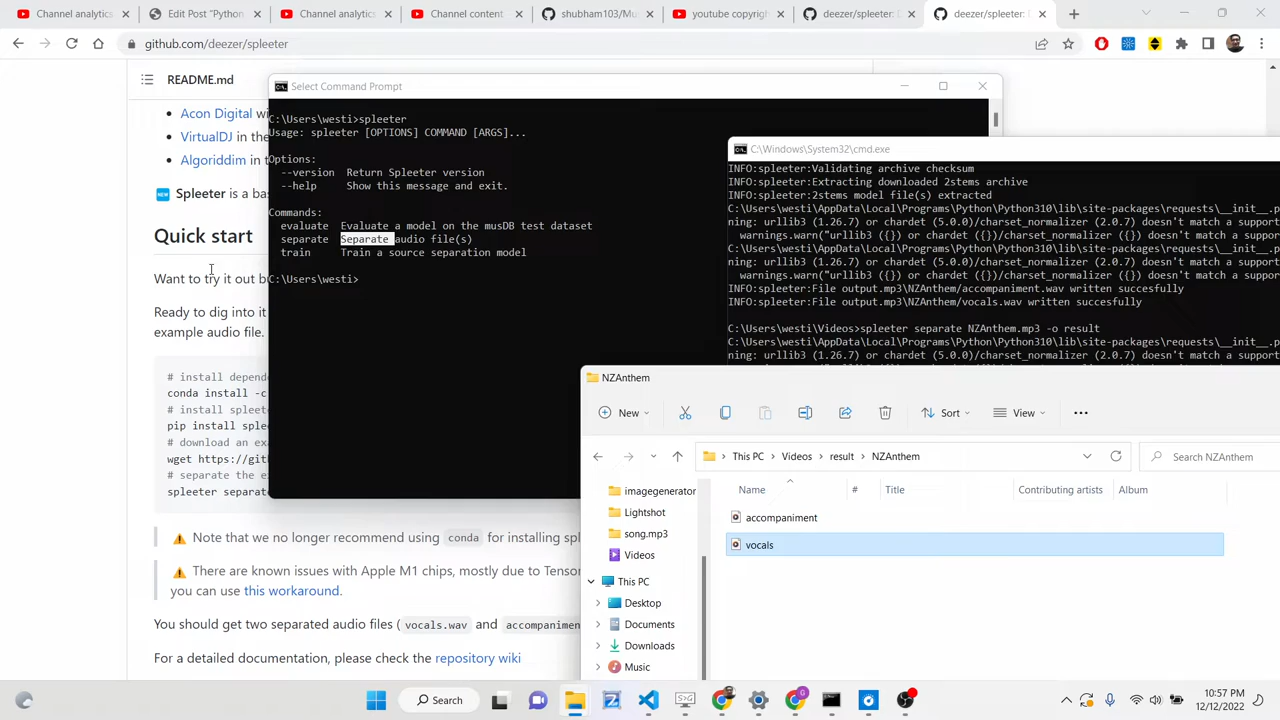 Channel analytics
Edit Post "Python
Channel analytics
Channel content
shubham103/Mu
youtube copyright
deezer/spleeter: D
deezer/spleeter: D
github.com/deezer/spleeter
README.md
Acon Digital wi
VirtualDJ in the
Algoriddim in t
NEW Spleeter is a ba
Quick start
Want to try it out b
Ready to dig into it
example audio file.
# install depend
conda install -c
# install spleet
pip install splee
# download an exa
wget https://gith
# separate the ex
spleeter separate
Note that we no longer recommend using conda for installing spl
There are known issues with Apple M1 chips, mostly due to Tensor
you can use this workaround.
You should get two separated audio files ( vocals.wav and accompanimen
For a detailed documentation, please check the repository wiki
Select Command Prompt
C:\Users\westi>spleeter
Usage: spleeter [OPTIONS] COMMAND [ARGS]...
Options:
--version Return Spleeter version
--help Show this message and exit.
Commands:
evaluate Evaluate a model on the musDB test dataset
separate Separate audio file(s)
train Train a source separation model
C:\Users\westi>
C:\Windows\System32\cmd.exe
INFO:spleeter:Validating archive checksum
INFO:spleeter:Extracting downloaded 2stems archive
INFO:spleeter:2stems model file(s) extracted
C:\Users\westi\AppData\Local\Programs\Python\Python310\lib\site-packages\requests\__init__.p
ning: urllib3 (1.26.7) or chardet (5.0.0)/charset_normalizer (2.0.7) doesn't match a support
warnings.warn("urllib3 ({}) or chardet ({})/charset_normalizer ({}) doesn't match a suppor
C:\Users\westi\AppData\Local\Programs\Python\Python310\lib\site-packages\requests\__init__.p
ning: urllib3 (1.26.7) or chardet (5.0.0)/charset_normalizer (2.0.7) doesn't match a support
warnings.warn("urllib3 ({}) or chardet ({})/charset_normalizer ({}) doesn't match a suppor
INFO:spleeter:File output.mp3\NZAnthem/accompaniment.wav written succesfully
INFO:spleeter:File output.mp3\NZAnthem/vocals.wav written succesfully
C:\Users\westi\Videos>spleeter separate NZAnthem.mp3 -o result
C:\Users\westi\AppData\Local\Programs\Python\Python310\lib\site-packages\requests\__init__.p
ning: urllib3 (1.26.7) or chardet (5.0.0)/charset_normalizer (2.0.7) doesn't match a support
NZAnthem
New
Sort
View
This PC > Videos > result > NZAnthem
Search NZAnthem
Name # Title Contributing artists Album
imagegenerator
Lightshot
song.mp3
Videos
This PC
Desktop
Documents
Downloads
Music
accompaniment
vocals
Search
10:57 PM
12/12/2022